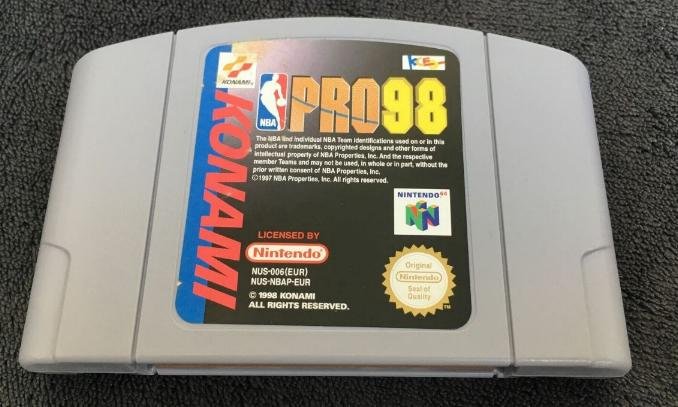 KONAMI
KCEO
NBA
PRO98
The NBA and individual NBA Team identifications used on or in this
product are trademarks, copyrighted designs and other forms of
intellectual property of NBA Properties, Inc. And the respective
member Teams and may not be used, in whole or in part, without the
prior written consent of NBA Properties, Inc.
©1997 NBA Properties, Inc. All rights reserved.
KONAMI
NINTENDO 64
LICENSED BY
Nintendo
NUS-006(EUR)
NUS-NBAP-EUR
© 1998 KONAMI
ALL RIGHTS RESERVED.
Original
Nintendo
Seal of
Quality
TM